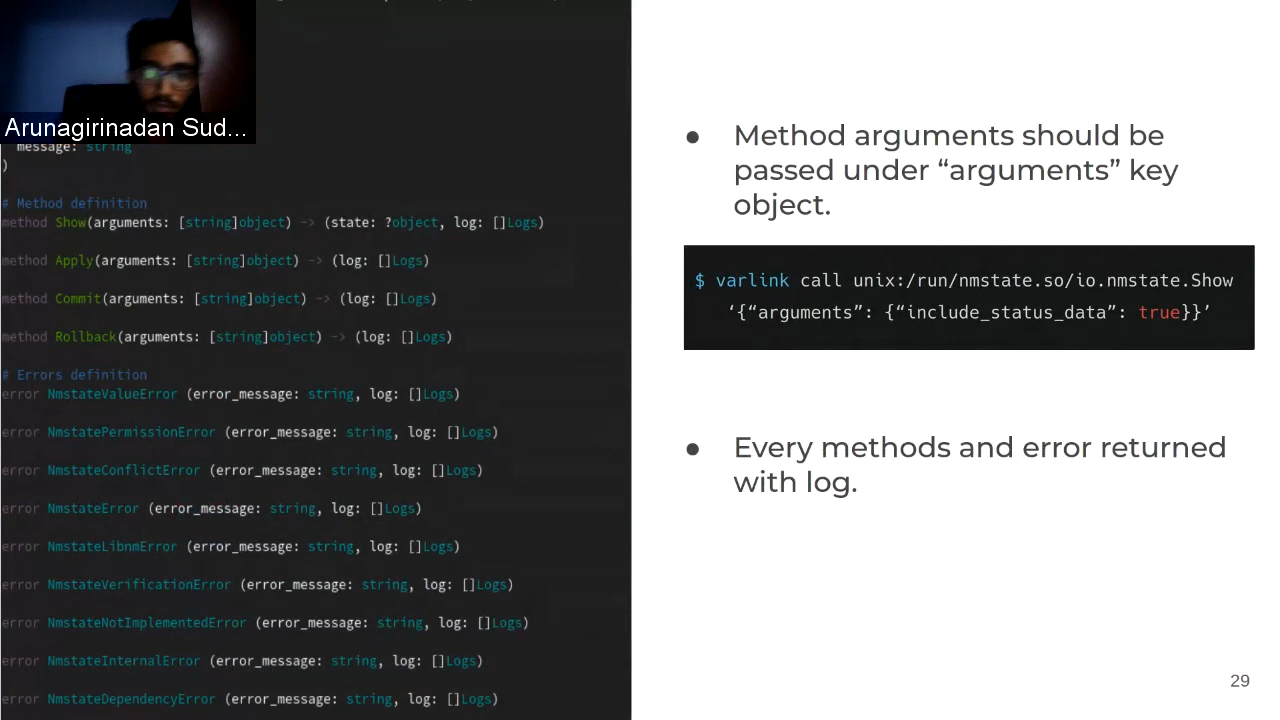 Arunagirinadan Sud...
message: string
)
# Method definition
method Show(arguments: [string]object) -> (state: ?object, log: []Logs)
method Apply(arguments: [string]object) -> (log: []Logs)
method Commit(arguments: [string]object) -> (log: []Logs)
method Rollback(arguments: [string]object) -> (log: []Logs)
# Errors definition
error NmstateValueError (error_message: string, log: []Logs)
error NmstatePermissionError (error_message: string, log: []Logs)
error NmstateConflictError (error_message: string, log: []Logs)
error NmstateError (error_message: string, log: []Logs)
error NmstateLibnmError (error_message: string, log: []Logs)
error NmstateVerificationError (error_message: string, log: []Logs)
error NmstateNotImplementedError (error_message: string, log: []Logs)
error NmstateInternalError (error_message: string, log: []Logs)
error NmstateDependencyError (error_message: string, log: []Logs)
● Method arguments should be
passed under “arguments” key
object.
$ varlink call unix:/run/nmstate.so/io.nmstate.Show
‘{“arguments”: {“include_status_data”: true}}’
● Every methods and error returned
with log.
29